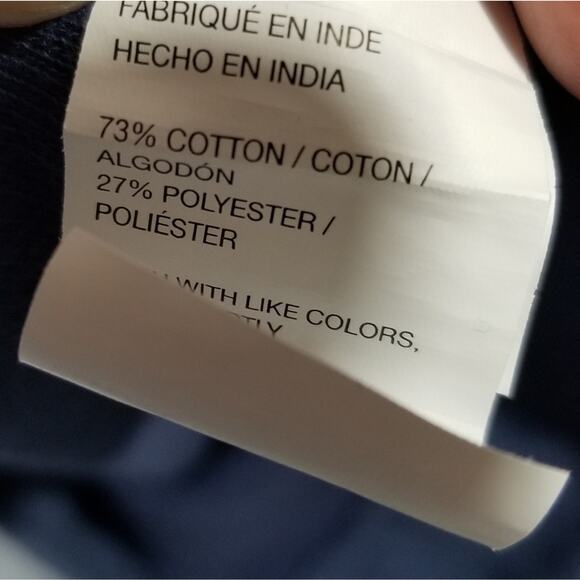 FABRIQUÉ EN INDE
HECHO EN INDIA
73% COTTON / COTON /
ALGODÓN
27% POLYESTER /
POLIÉSTER
WITH LIKE COLORS,